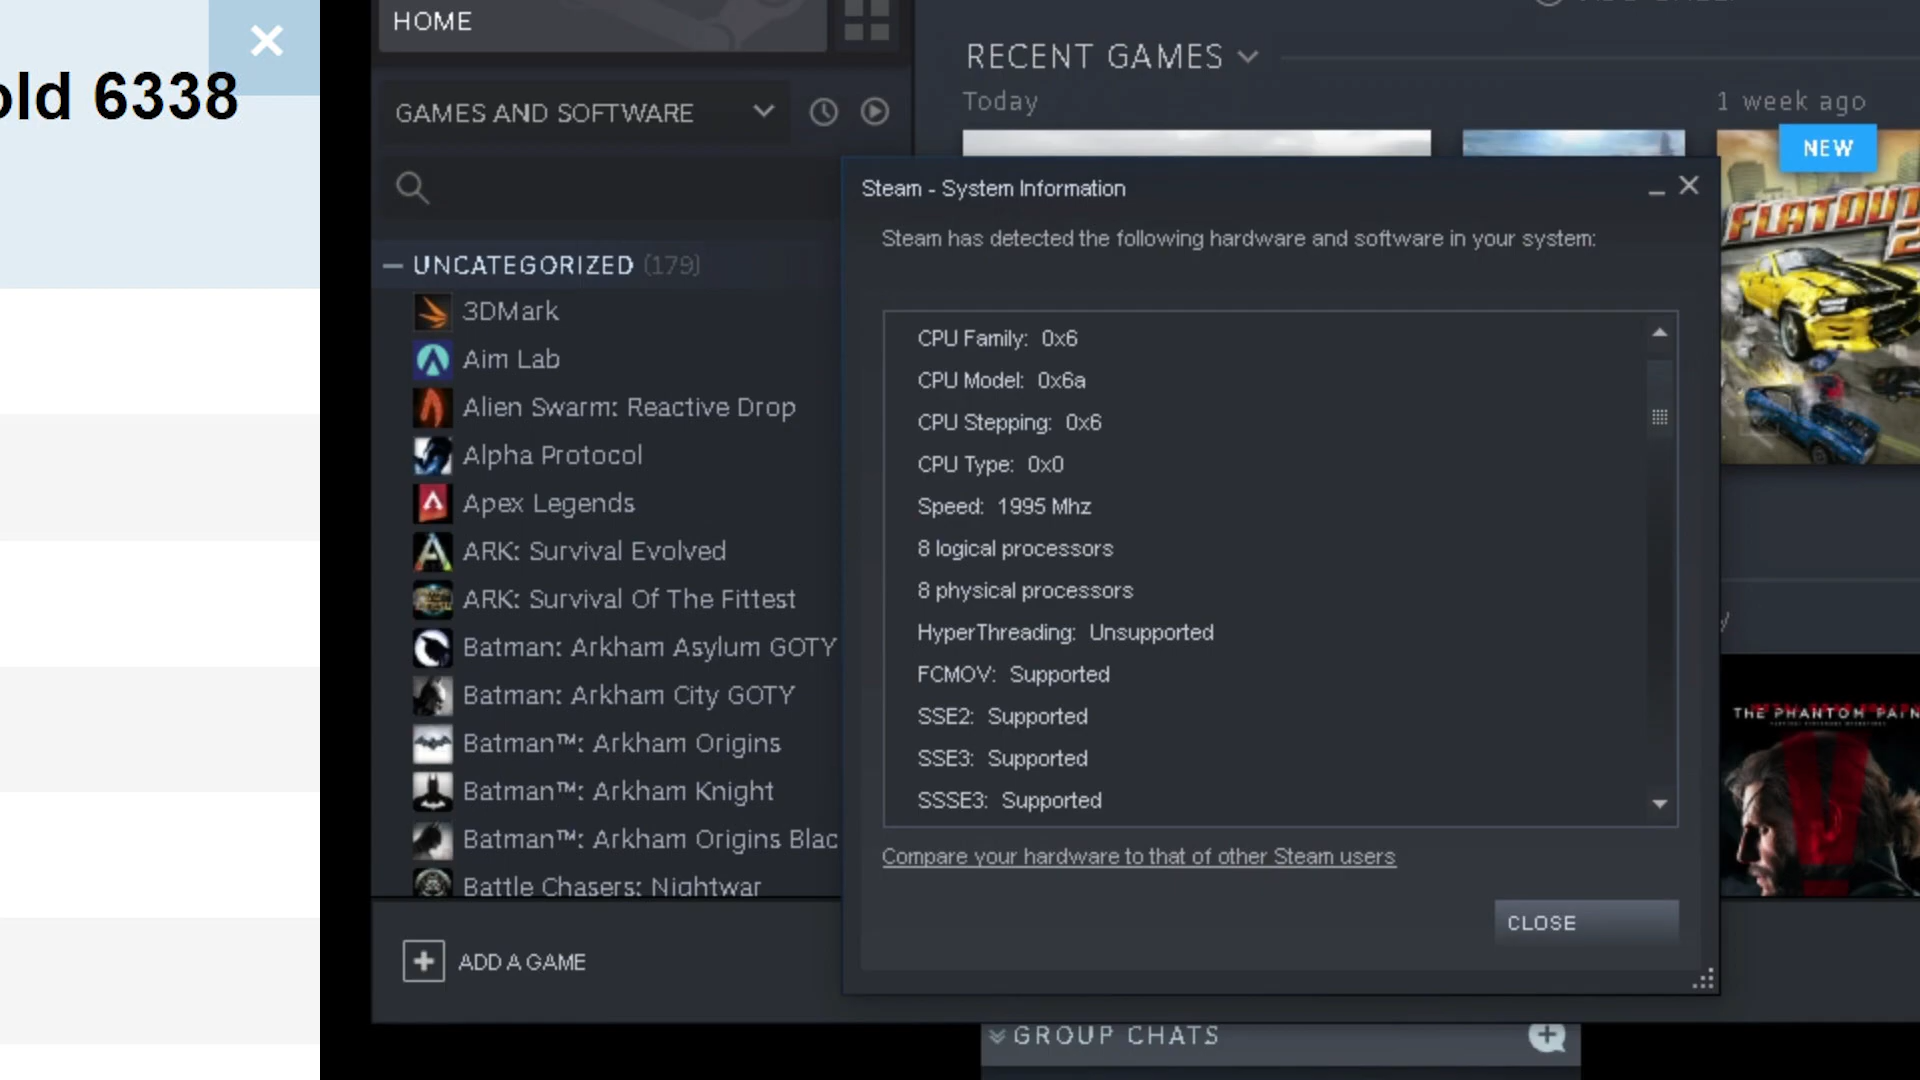 old 6338
HOME
GAMES AND SOFTWARE
UNCATEGORIZED (179)
3DMark
Aim Lab
Alien Swarm: Reactive Drop
Alpha Protocol
Apex Legends
ARK: Survival Evolved
ARK: Survival Of The Fittest
Batman: Arkham Asylum GOTY
Batman: Arkham City GOTY
Batman™: Arkham Origins
Batman™: Arkham Knight
Batman™: Arkham Origins Blac
Battle Chasers: Nightwar
ADD A GAME
RECENT GAMES
Today
1 week ago
NEW
FLATOUT
2
Steam - System Information
Steam has detected the following hardware and software in your system:
CPU Family: 0x6
CPU Model: 0x6a
CPU Stepping: 0x6
CPU Type: 0x0
Speed: 1995 Mhz
8 logical processors
8 physical processors
HyperThreading: Unsupported
FCMOV: Supported
SSE2: Supported
SSE3: Supported
SSSE3: Supported
Compare your hardware to that of other Steam users
CLOSE
THE PHANTOM PAIN
GROUP CHATS